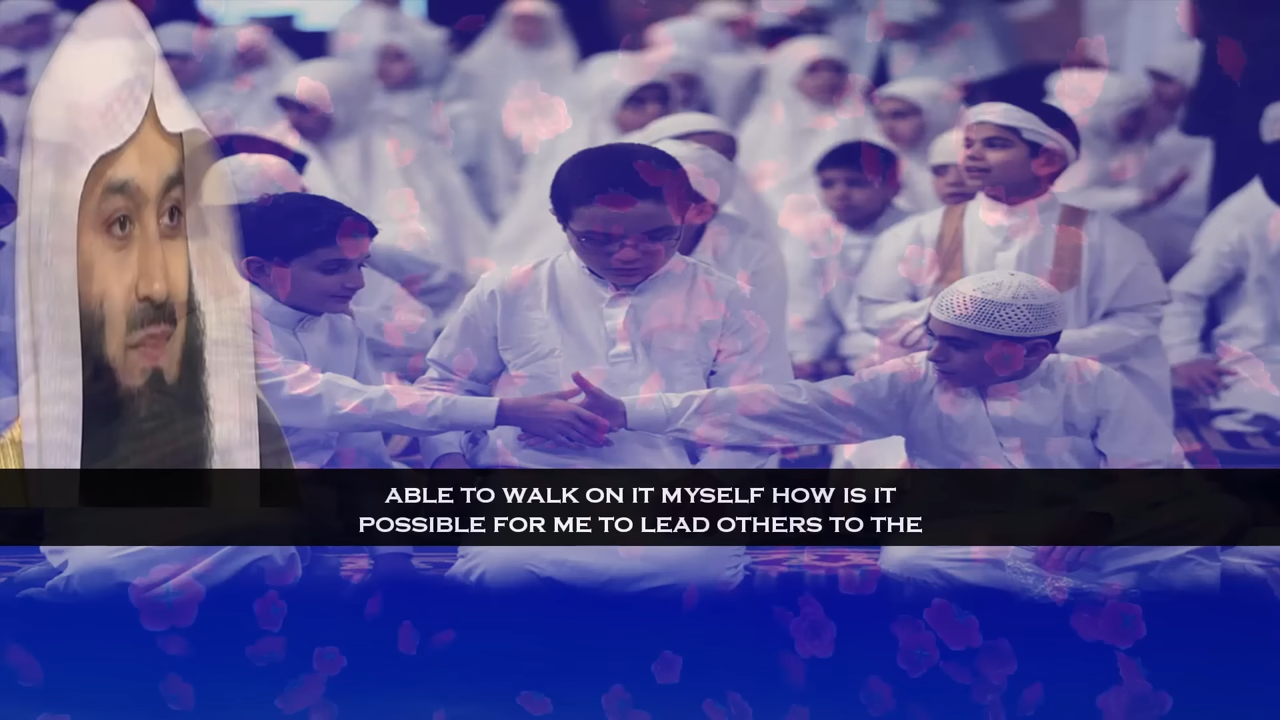 ABLE TO WALK ON IT MYSELF HOW IS IT
POSSIBLE FOR ME TO LEAD OTHERS TO THE